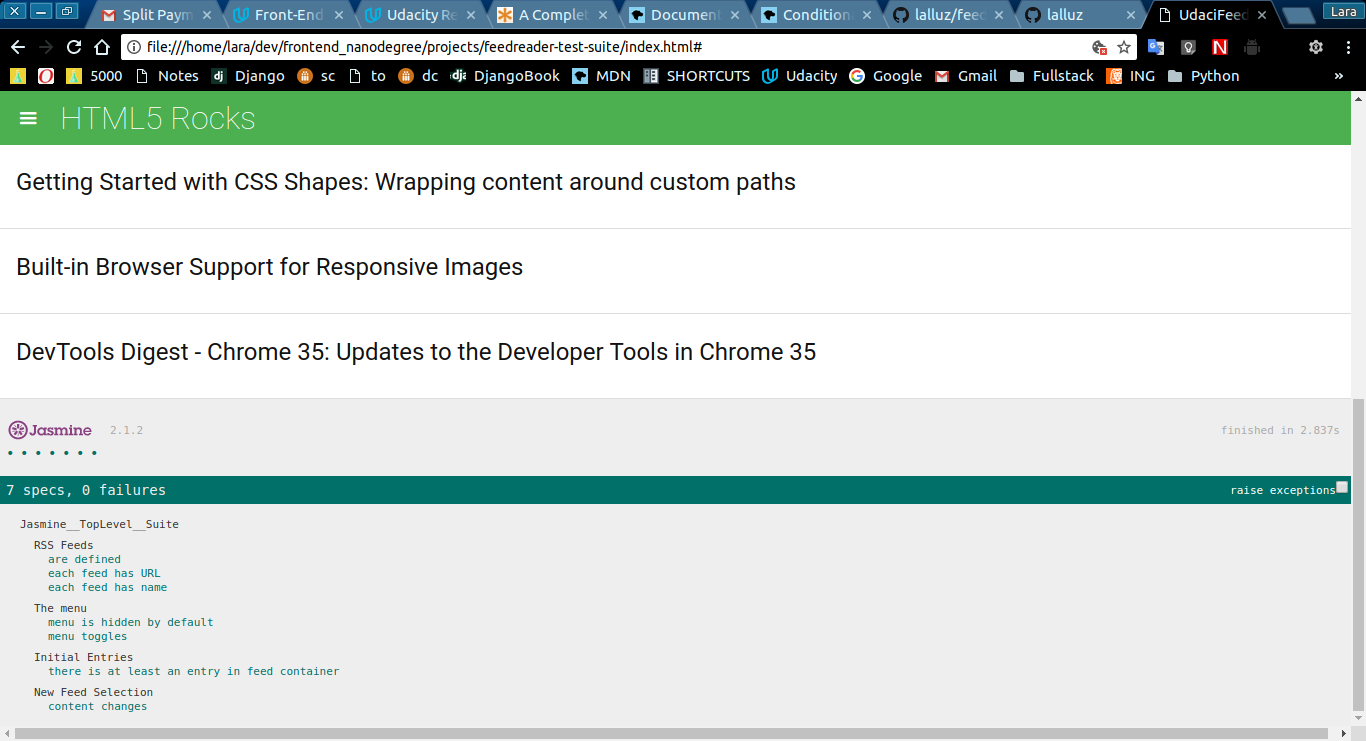 Split Paym
Front-End
Udacity Re
A Complet
Document
Condition
lalluz/feed
lalluz
UdaciFeed
Lara
file:///home/lara/dev/frontend_nanodegree/projects/feedreader-test-suite/index.html#
5000 Notes dj Django sc to dc dja DjangoBook MDN SHORTCUTS Udacity Google Gmail Fullstack ING Python »
HTML5 Rocks
Getting Started with CSS Shapes: Wrapping content around custom paths
Built-in Browser Support for Responsive Images
DevTools Digest - Chrome 35: Updates to the Developer Tools in Chrome 35
Jasmine 2.1.2 finished in 2.837s
• • • • • • •
7 specs, 0 failures raise exceptions
Jasmine__TopLevel__Suite
RSS Feeds
are defined
each feed has URL
each feed has name
The menu
menu is hidden by default
menu toggles
Initial Entries
there is at least an entry in feed container
New Feed Selection
content changes